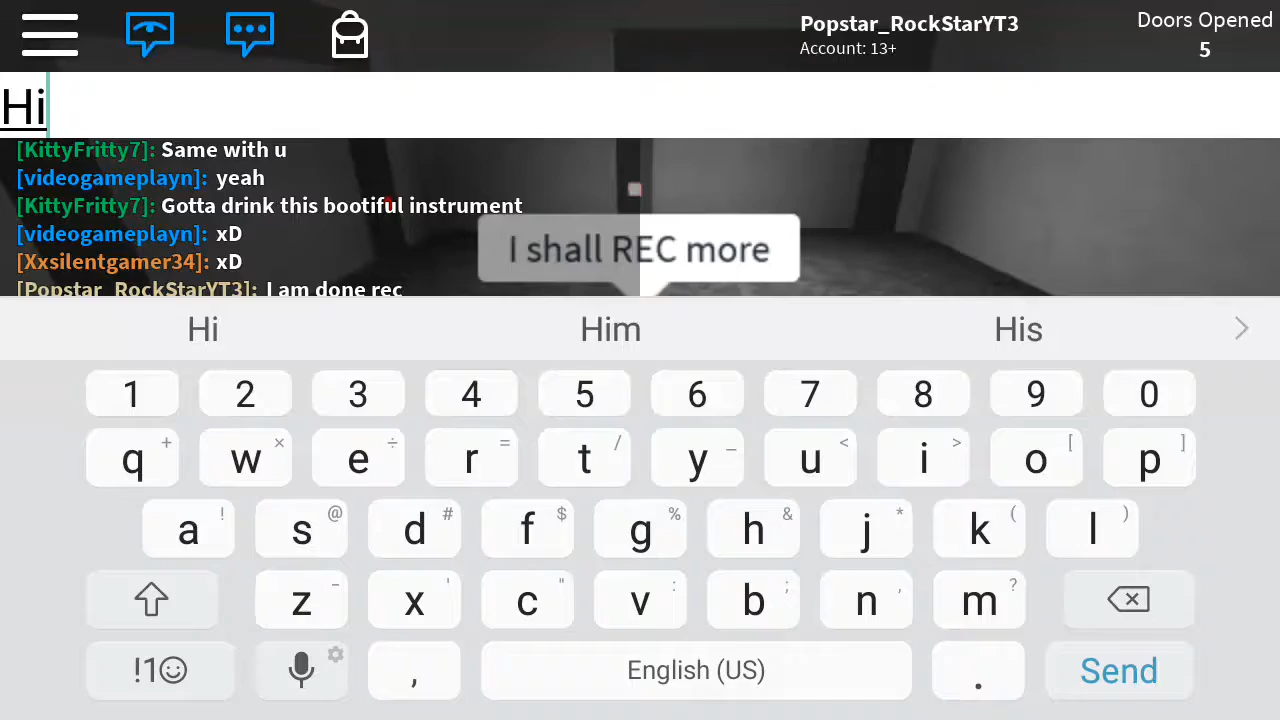 Popstar_RockStarYT3
Account: 13+
Doors Opened
5
Hi
[KittyFritty7]: Same with u
[videogameplayn]: yeah
[KittyFritty7]: Gotta drink this bootiful instrument
[videogameplayn]: xD
[Xxsilentgamer34]: xD
[Popstar_RockStarYT3]: I am done rec
I shall REC more
Hi Him His
1 2 3 4 5 6 7 8 9 0
q + w × e ÷ r = t / y _ u < i > o [ p ]
a ! s @ d # f $ g % h & j * k ( l )
z - x ' c " v : b ; n , m ?
!1☺ , English (US) . Send